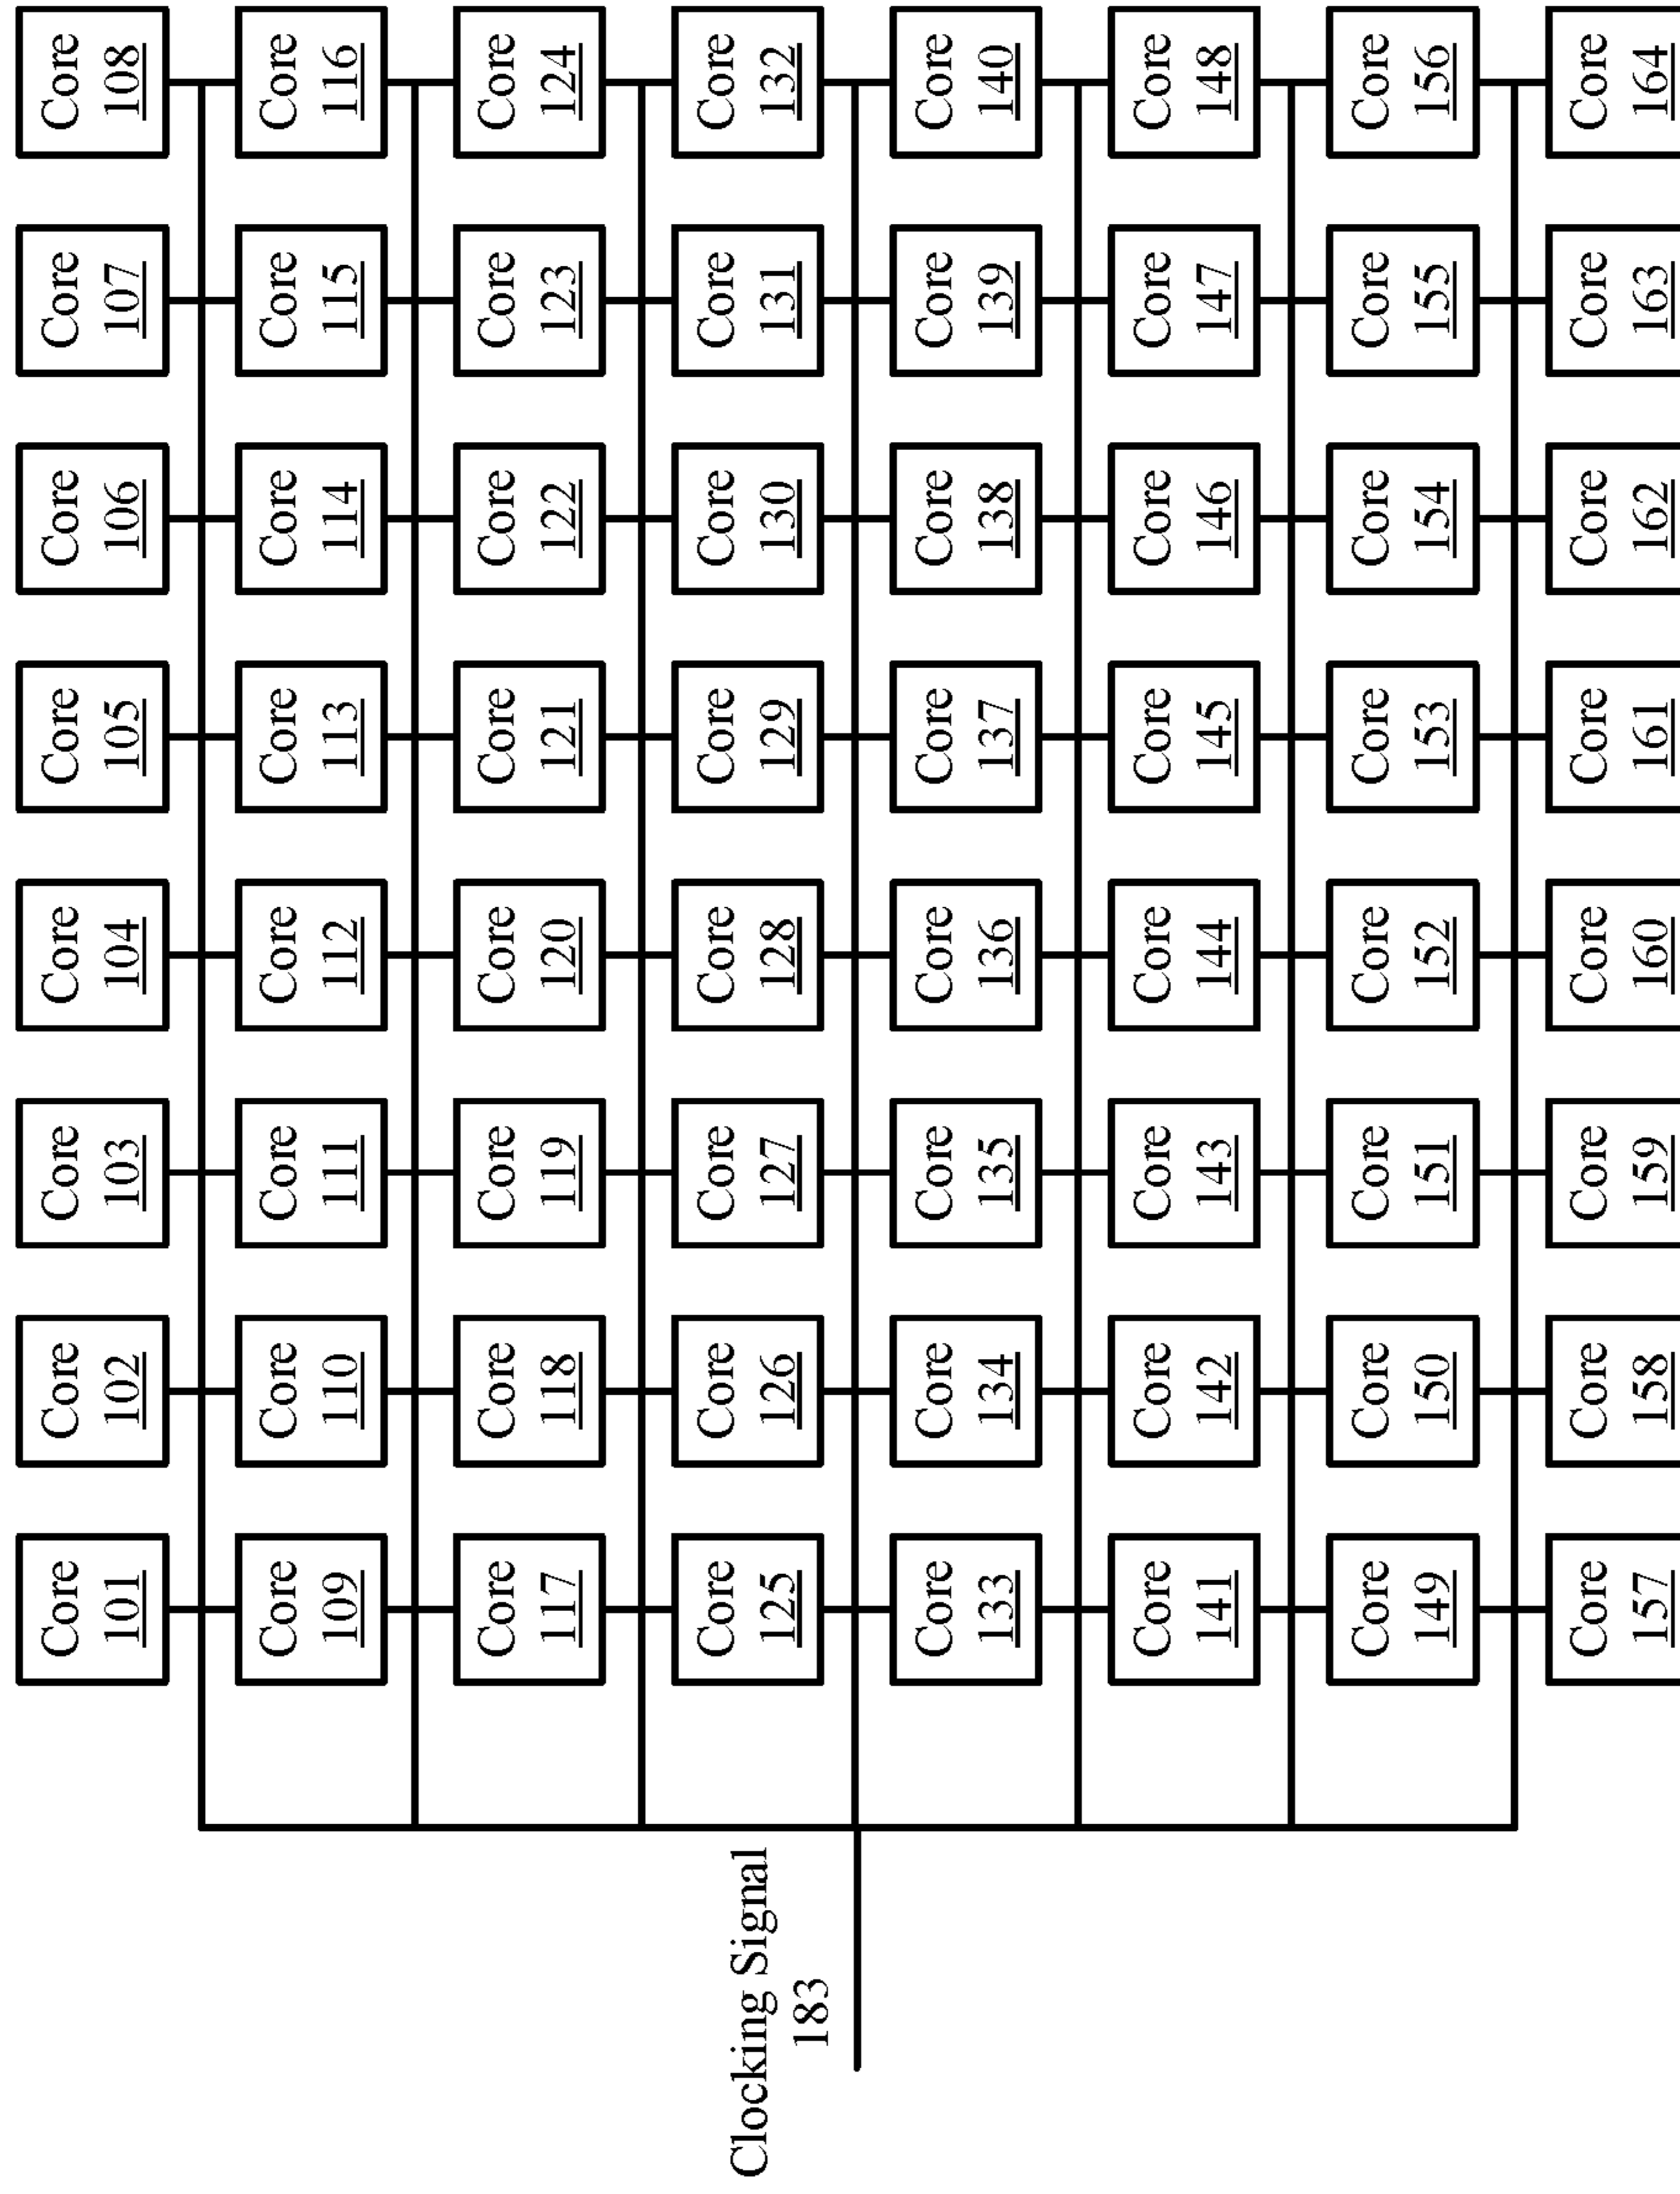 Clocking Signal
183
Core
101
Core
102
Core
103
Core
104
Core
105
Core
106
Core
107
Core
108
Core
109
Core
110
Core
111
Core
112
Core
113
Core
114
Core
115
Core
116
Core
117
Core
118
Core
119
Core
120
Core
121
Core
122
Core
123
Core
124
Core
125
Core
126
Core
127
Core
128
Core
129
Core
130
Core
131
Core
132
Core
133
Core
134
Core
135
Core
136
Core
137
Core
138
Core
139
Core
140
Core
141
Core
142
Core
143
Core
144
Core
145
Core
146
Core
147
Core
148
Core
149
Core
150
Core
151
Core
152
Core
153
Core
154
Core
155
Core
156
Core
157
Core
158
Core
159
Core
160
Core
161
Core
162
Core
163
Core
164